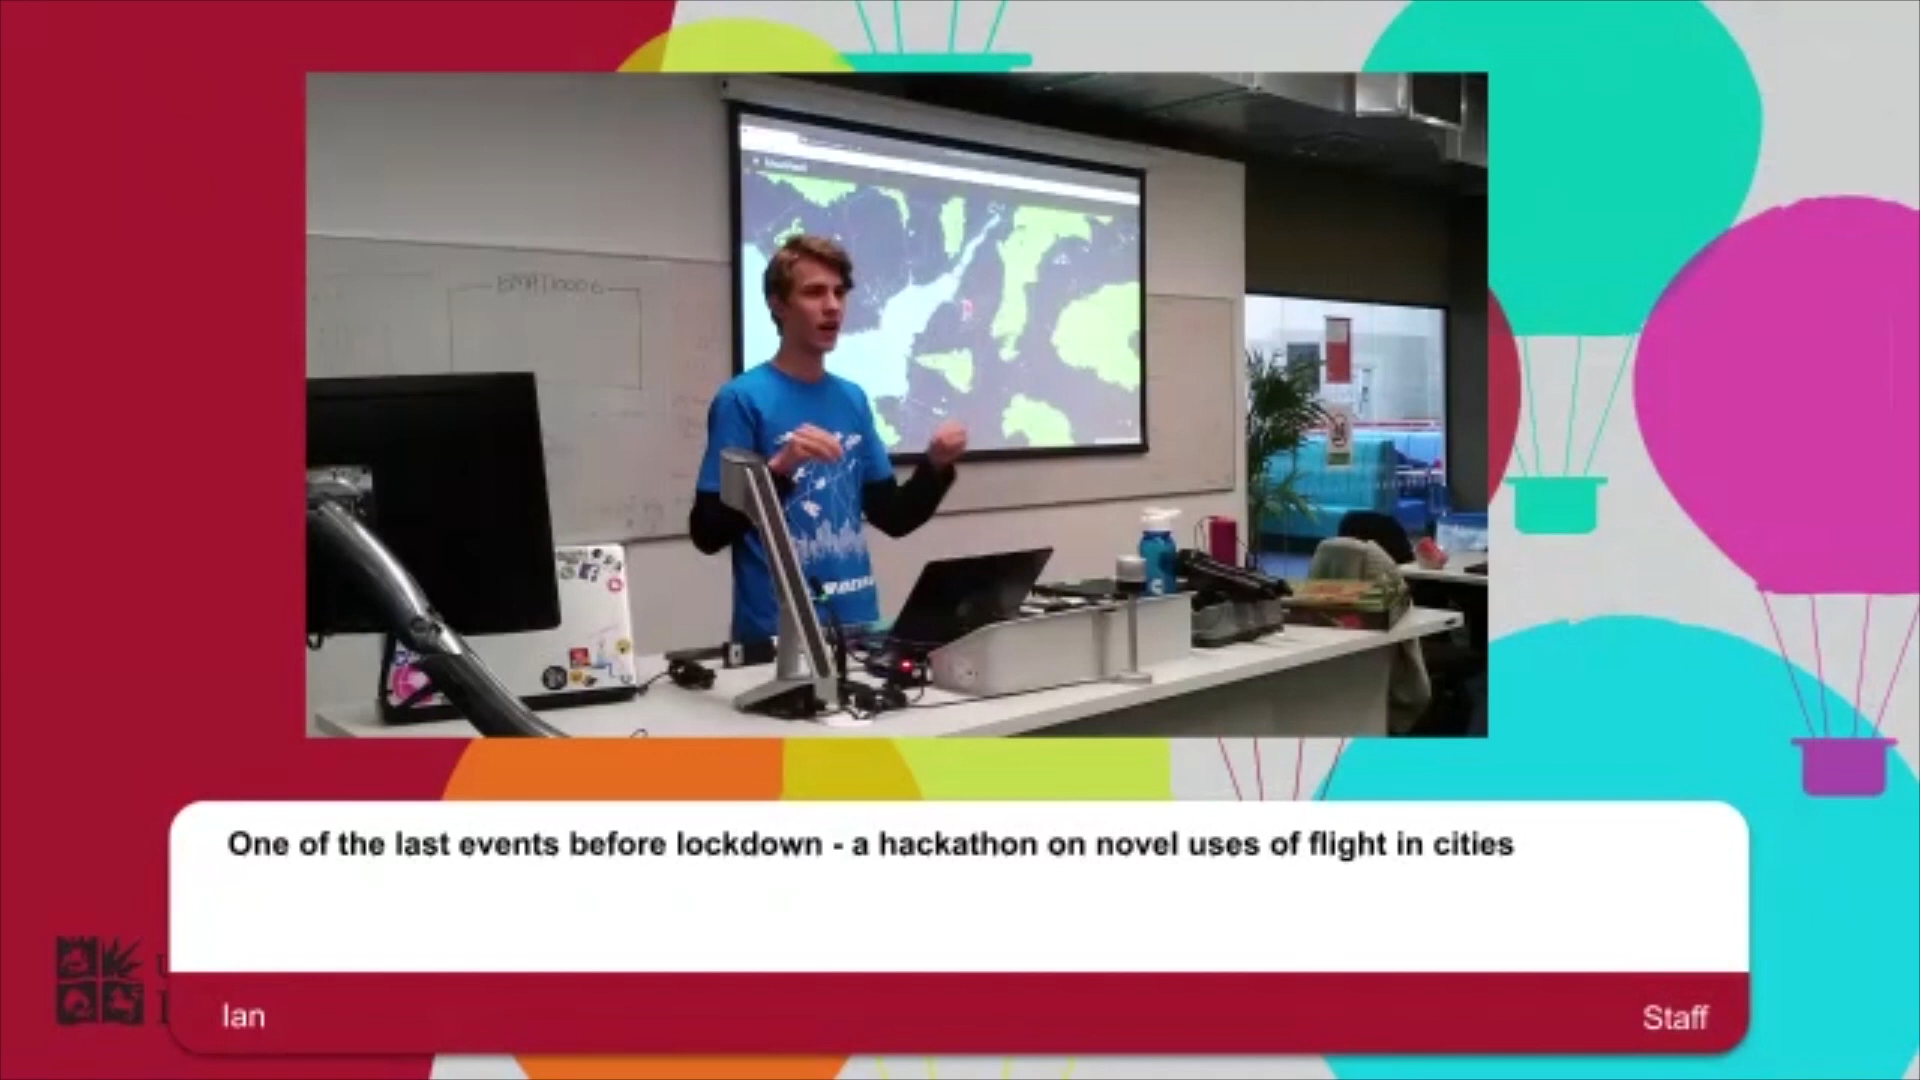 One of the last events before lockdown - a hackathon on novel uses of flight in cities
Ian
Staff